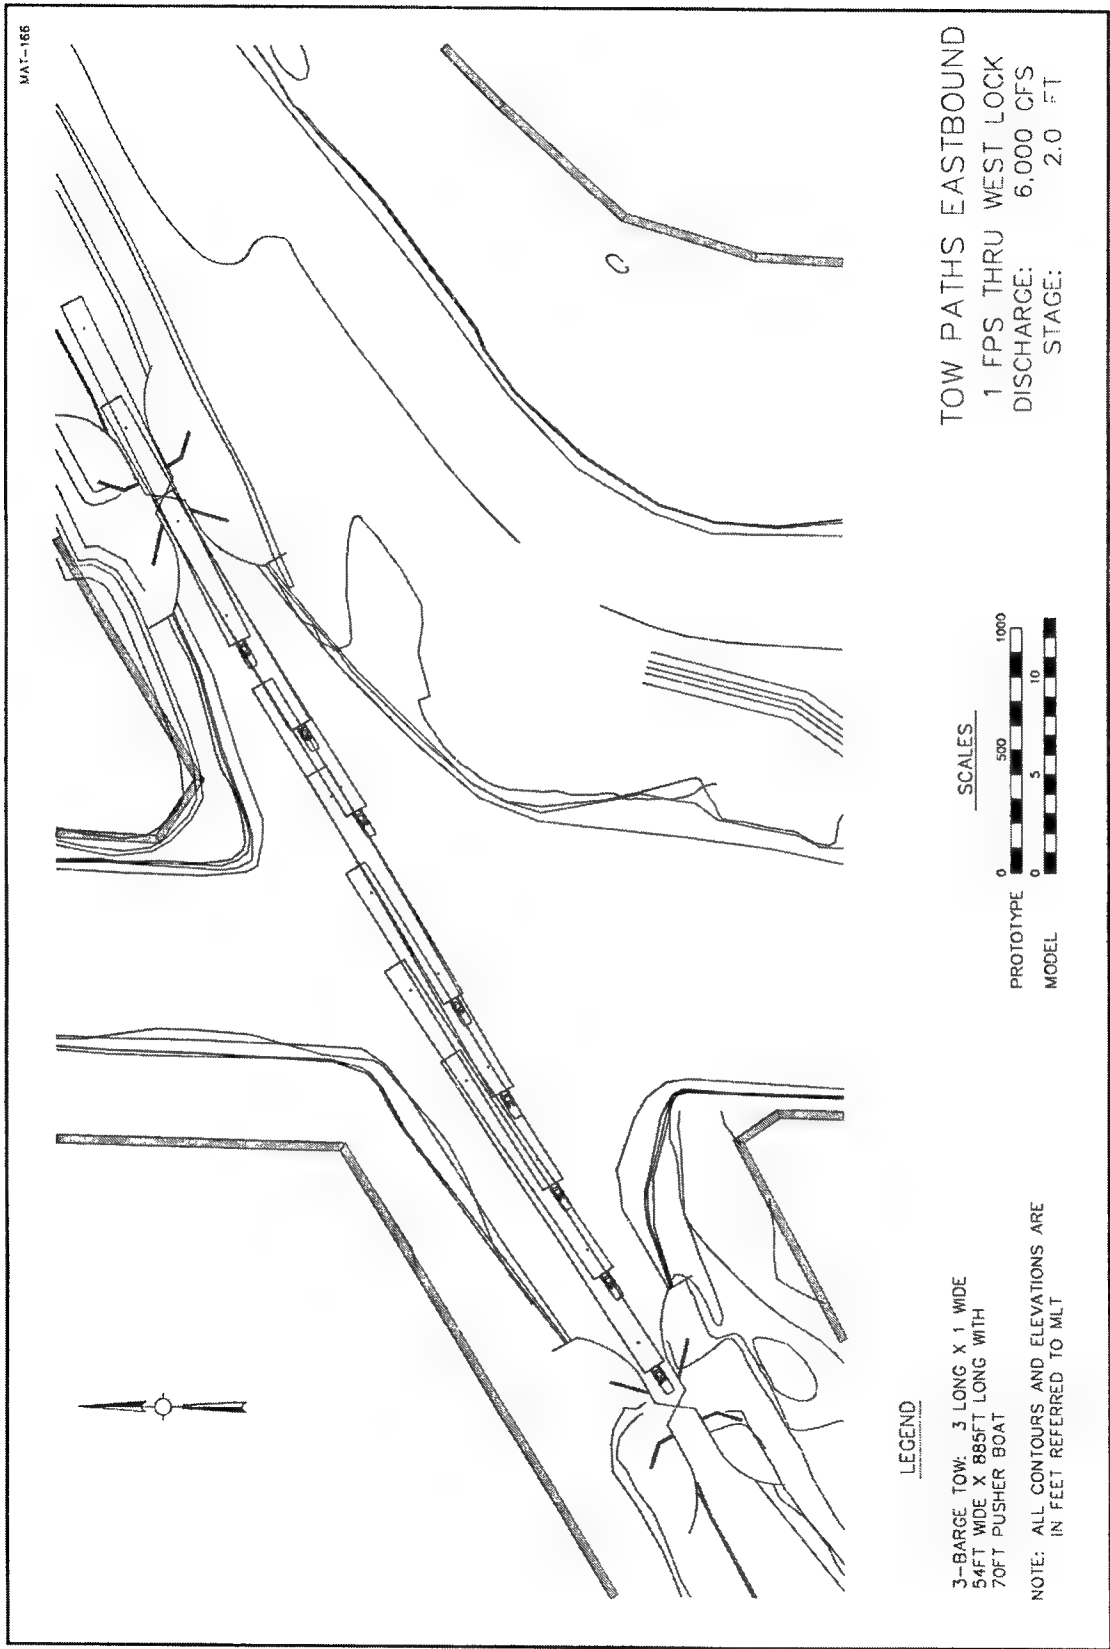 MAT-166
TOW PATHS EASTBOUND
1 FPS THRU WEST LOCK
DISCHARGE: 6,000 CFS
STAGE: 2.0 FT
SCALES
PROTOTYPE 0 500 1000
MODEL 0 5 10
LEGEND
3-BARGE TOW: 3 LONG X 1 WIDE
54FT WIDE X 885FT LONG WITH
70FT PUSHER BOAT
NOTE: ALL CONTOURS AND ELEVATIONS ARE
IN FEET REFERRED TO MLT